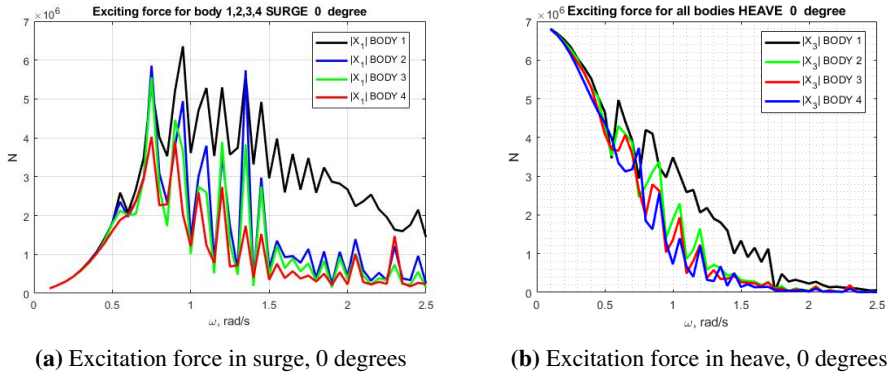 Exciting force for body 1,2,3,4 SURGE 0 degree
×10⁶
7
6
5
4
3
2
1
0
N
0
0.5
1
1.5
2
2.5
ω, rad/s
|X₁| BODY 1
|X₁| BODY 2
|X₁| BODY 3
|X₁| BODY 4
(a) Excitation force in surge, 0 degrees
Exciting force for all bodies HEAVE 0 degree
×10⁶
7
6
5
4
3
2
1
0
N
0
0.5
1
1.5
2
2.5
ω, rad/s
|X₃| BODY 1
|X₃| BODY 2
|X₃| BODY 3
|X₃| BODY 4
(b) Excitation force in heave, 0 degrees